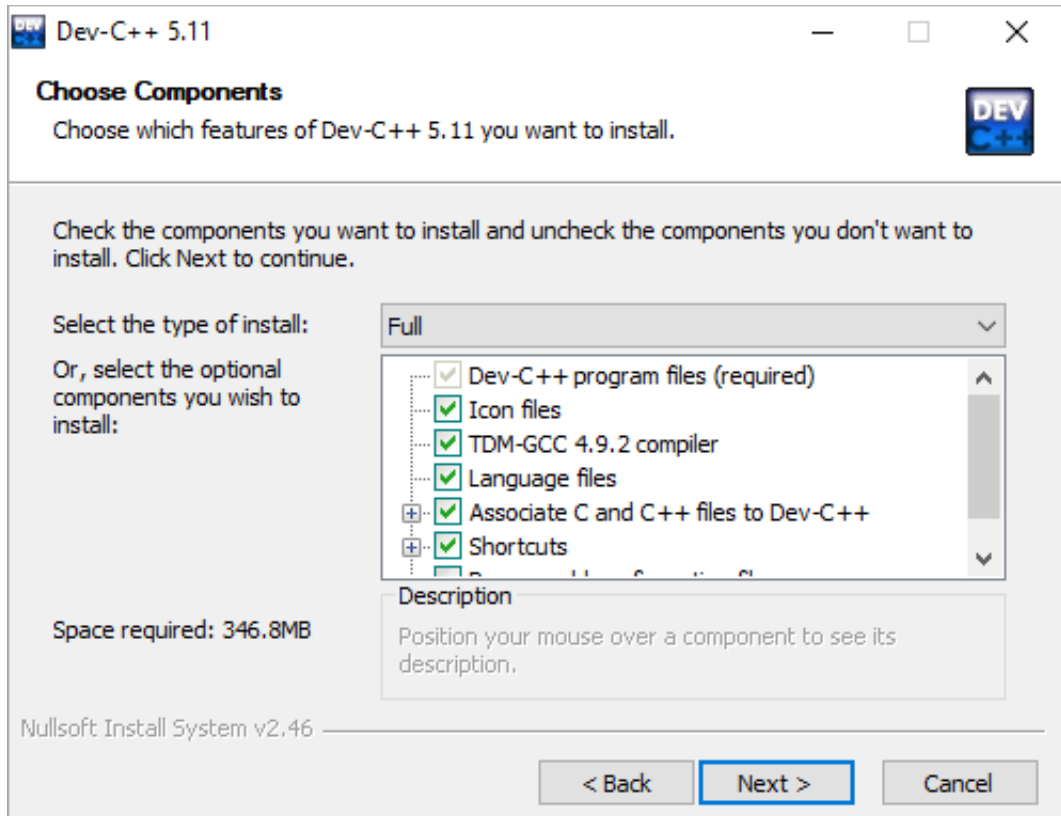 Dev-C++ 5.11
Choose Components
Choose which features of Dev-C++ 5.11 you want to install.
DEV
C++
Check the components you want to install and uncheck the components you don't want to
install. Click Next to continue.
Select the type of install:
Full
Or, select the optional
components you wish to
install:
Dev-C++ program files (required)
Icon files
TDM-GCC 4.9.2 compiler
Language files
Associate C and C++ files to Dev-C++
Shortcuts
Space required: 346.8MB
Description
Position your mouse over a component to see its
description.
Nullsoft Install System v2.46
< Back
Next >
Cancel